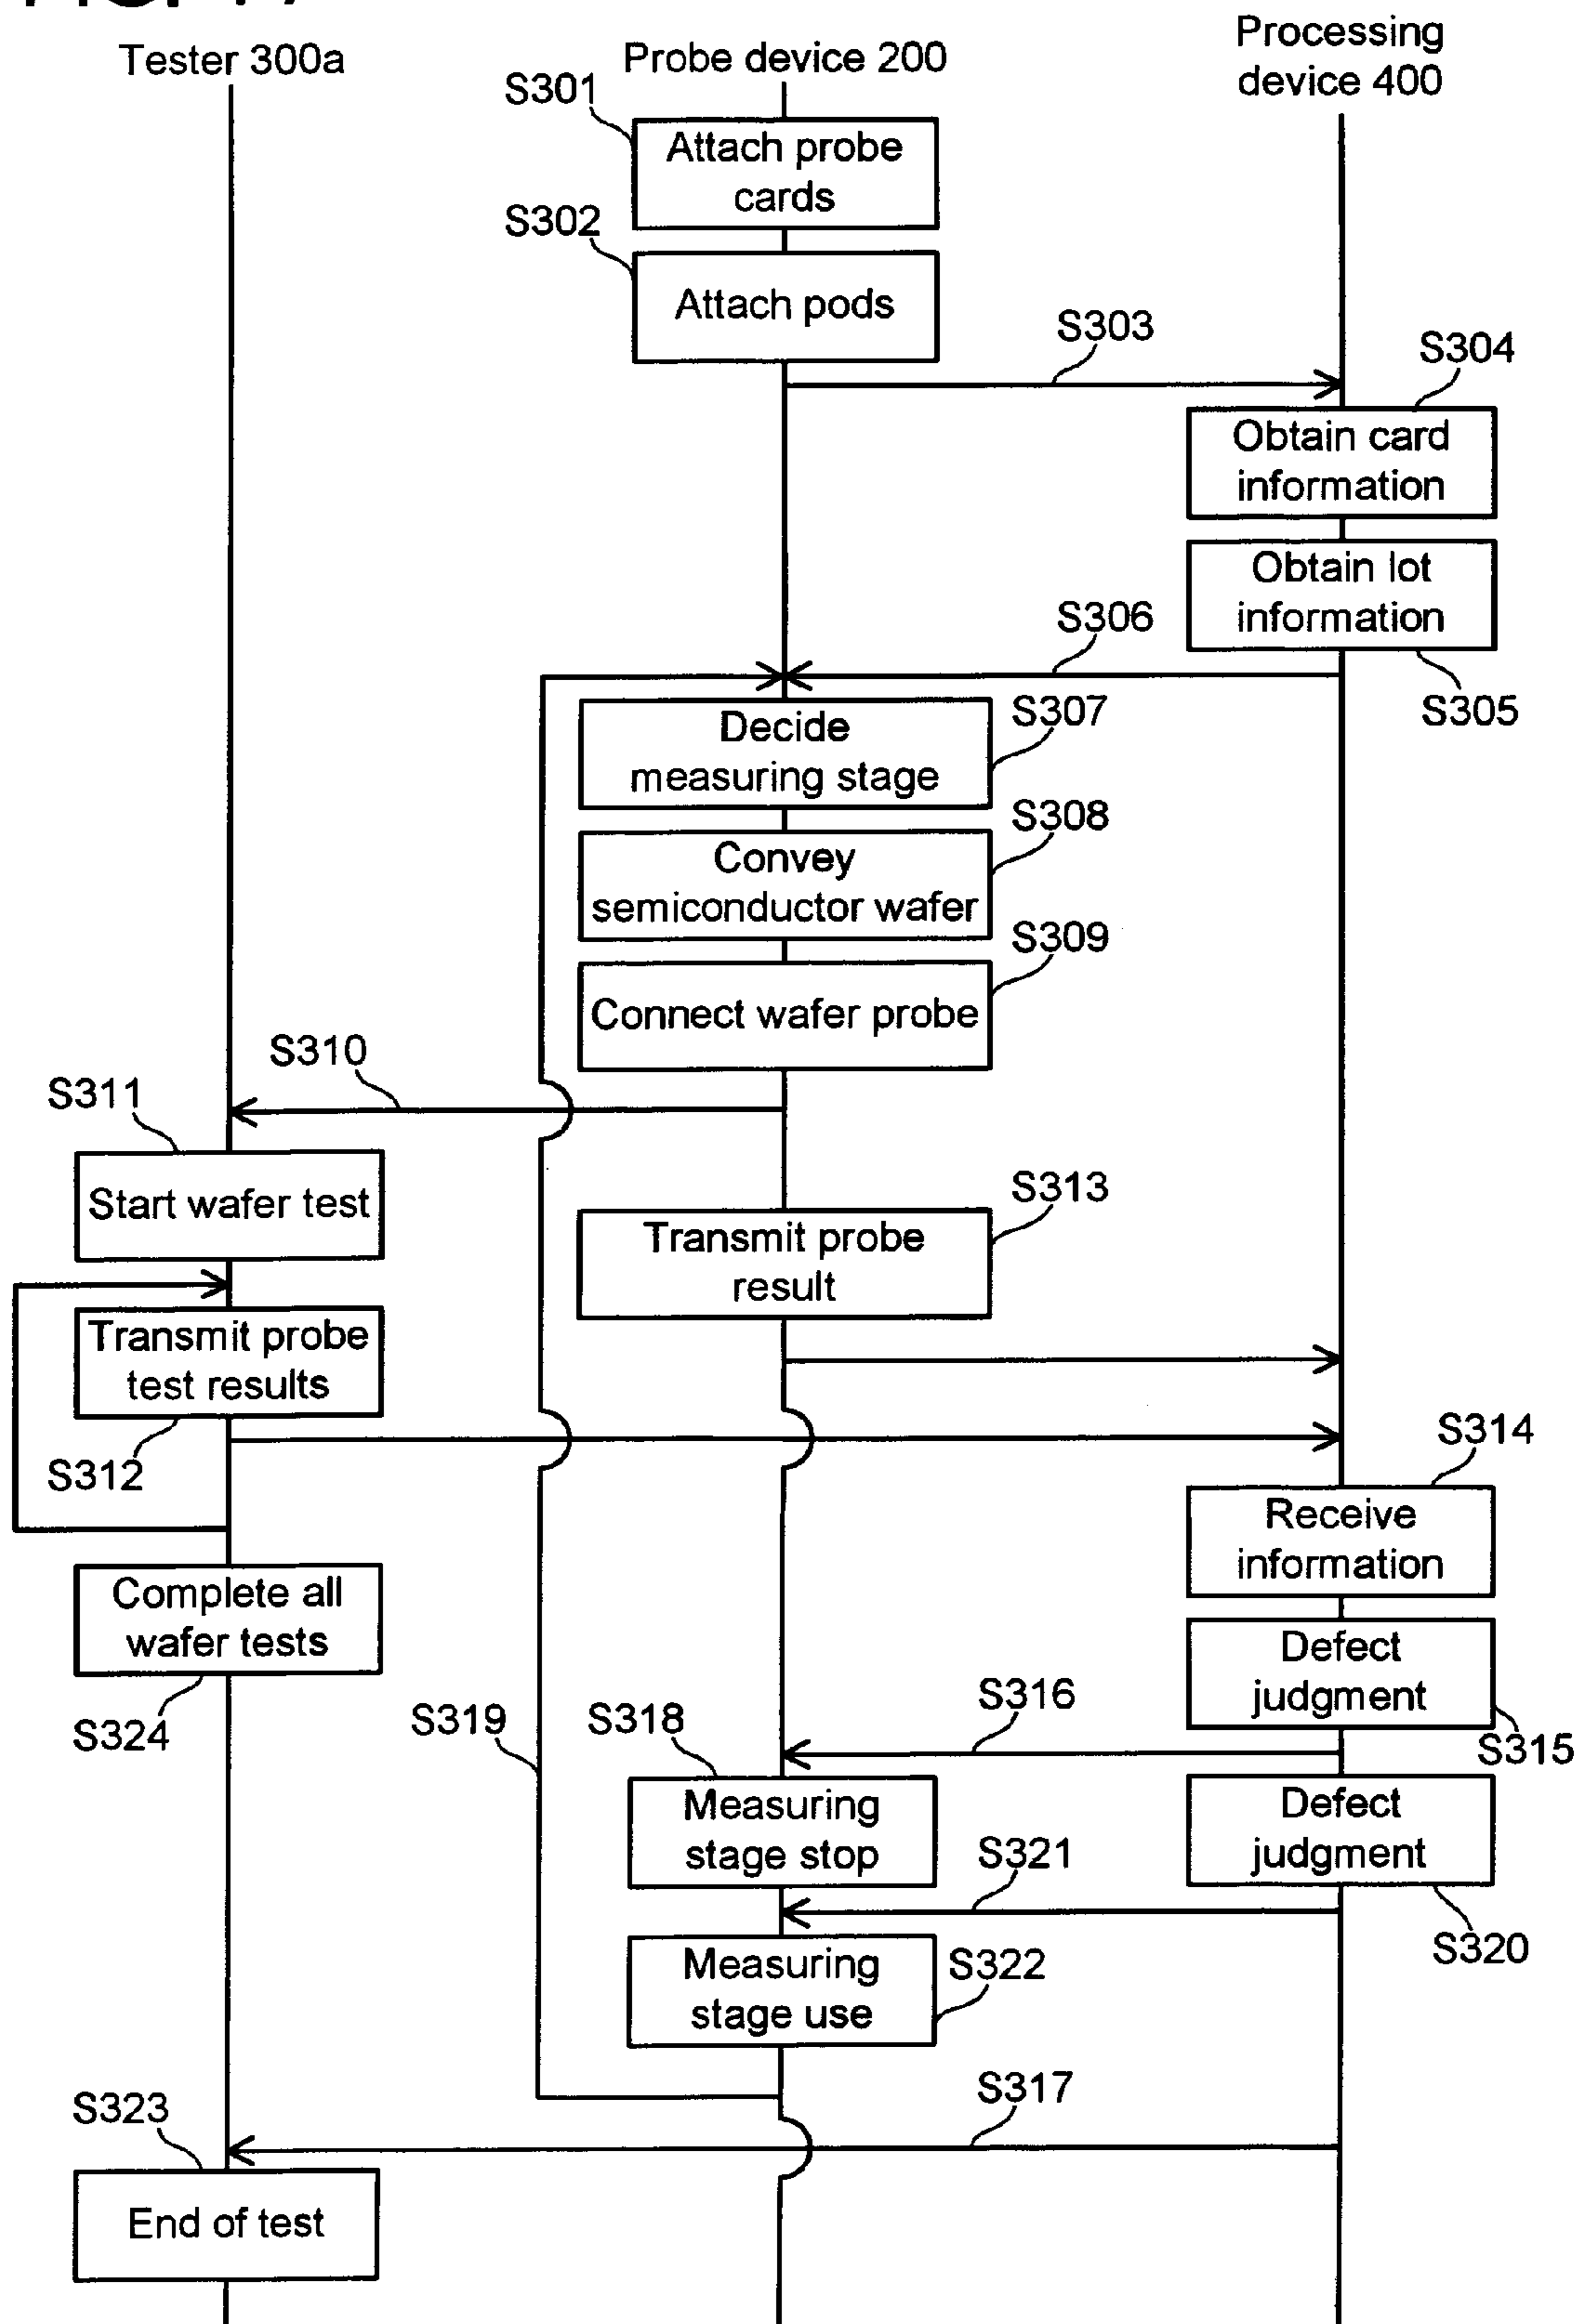 Tester 300a
Probe device 200
Processing
device 400
S301
Attach probe
cards
S302
Attach pods
S303
S304
Obtain card
information
Obtain lot
information
S305
S306
Decide
measuring stage
S307
Convey
semiconductor wafer
S308
Connect wafer probe
S309
S310
S311
Start wafer test
S313
Transmit probe
result
Transmit probe
test results
S312
S314
Receive
information
Complete all
wafer tests
S324
Defect
judgment
S315
S316
S319
S318
Measuring
stage stop
Defect
judgment
S320
S321
Measuring
stage use
S322
S317
S323
End of test